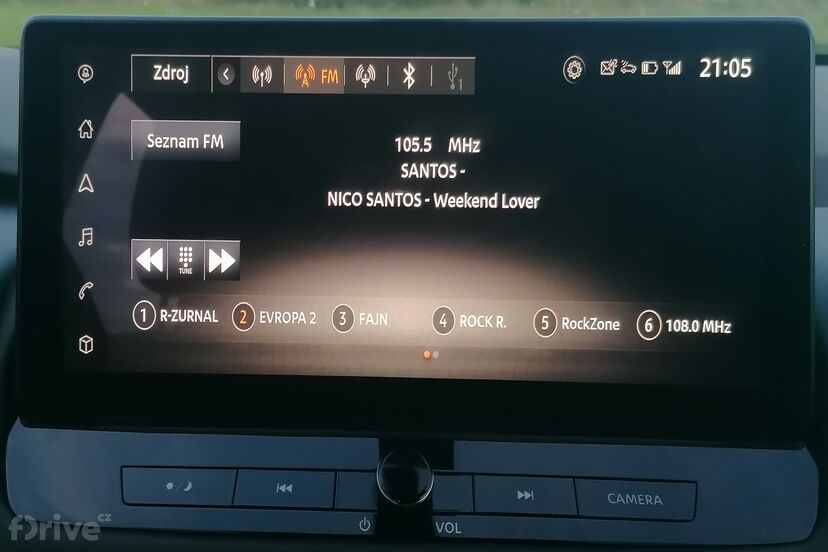 Zdroj
FM
1
21:05
Seznam FM
105.5 MHz
SANTOS -
NICO SANTOS - Weekend Lover
TUNE
1 R-ZURNAL 2 EVROPA 2 3 FAJN 4 ROCK R. 5 RockZone 6 108.0 MHz
CAMERA
VOL
fDrive.cz